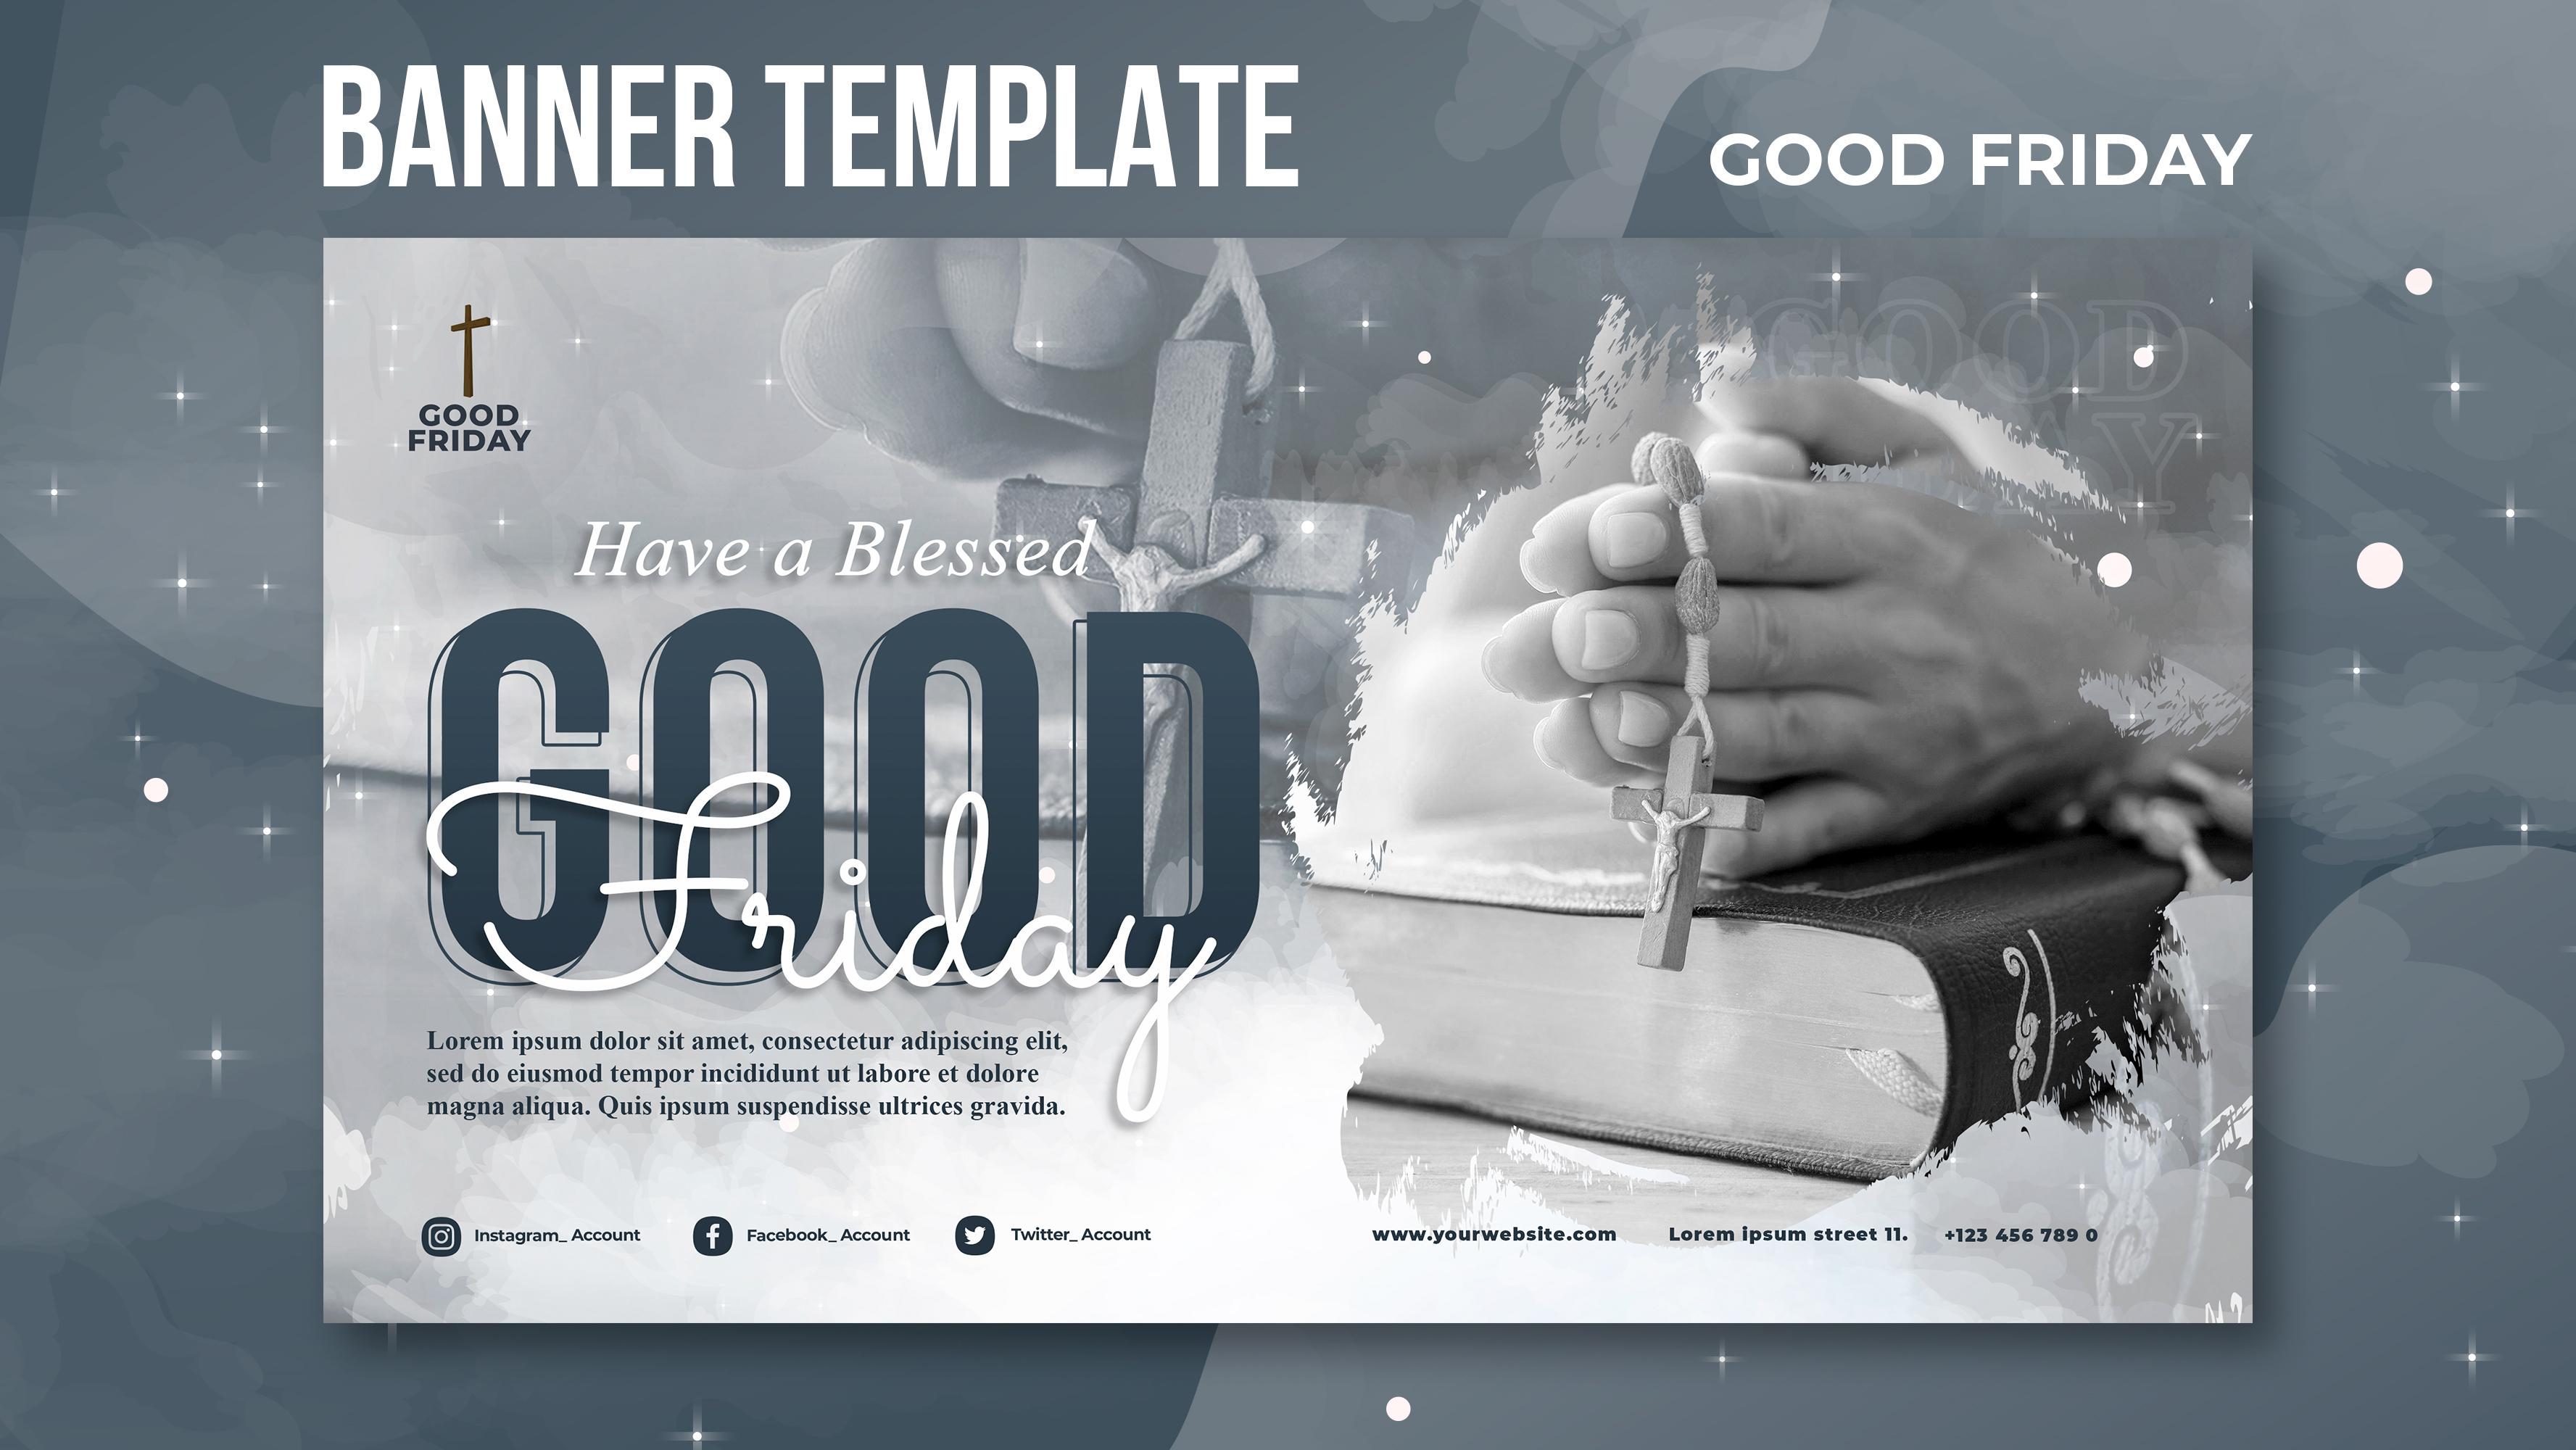 BANNER TEMPLATE
GOOD FRIDAY
GOOD
FRIDAY
GOOD
AY
Have a Blessed
GOOD
Friday
Lorem ipsum dolor sit amet, consectetur adipiscing elit,
sed do eiusmod tempor incididunt ut labore et dolore
magna aliqua. Quis ipsum suspendisse ultrices gravida.
Instagram_ Account
Facebook_ Account
Twitter_ Account
www.yourwebsite.com
Lorem ipsum street 11.
+123 456 789 0